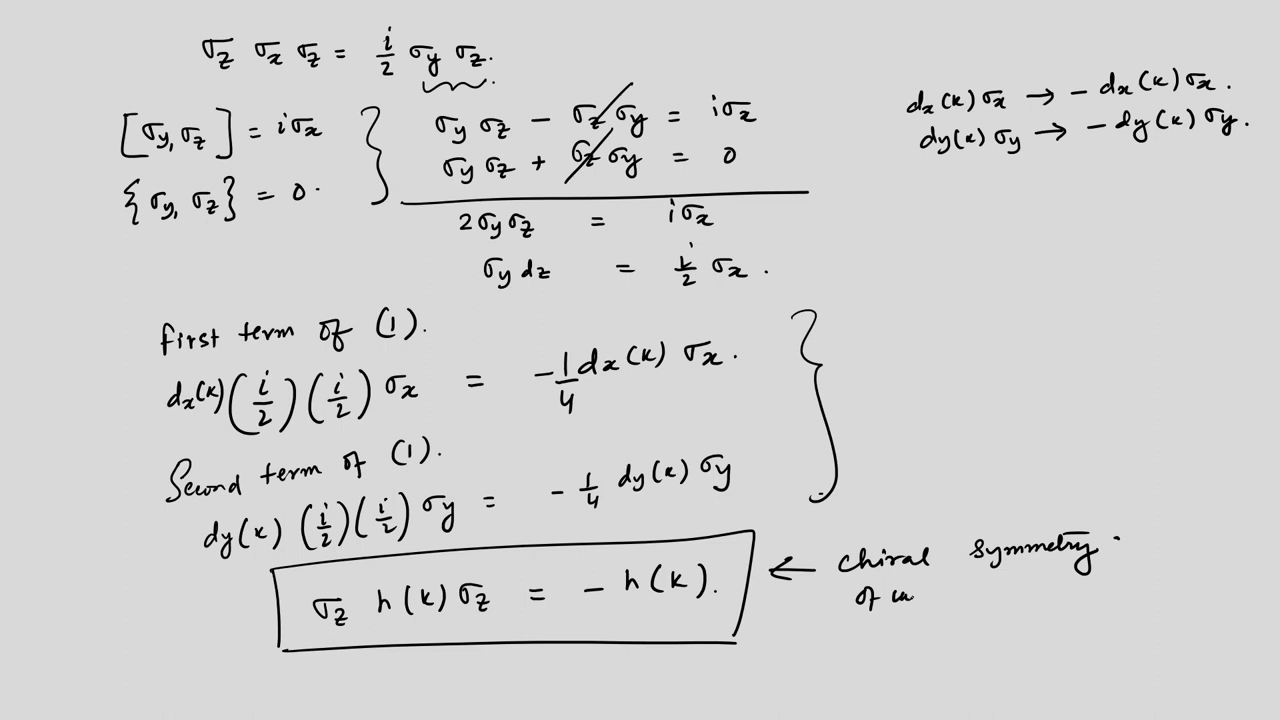 σz σx σz = i/2 σy σz.
[σy, σz] = iσx
{σy, σz} = 0.
σy σz - σz σy = iσx
σy σz + σz σy = 0
2σyσz = iσx
σy dz = i/2 σx.
dx(k)σx → - dx(k)σx.
dy(k)σy → - dy(k)σy.
first term of (1).
dx(k)(i/2)(i/2)σx = -1/4 dx(k) σx.
Second term of (1).
dy(k)(i/2)(i/2)σy = -1/4 dy(k) σy
σz h(k)σz = - h(k).
← chiral symmetry
of